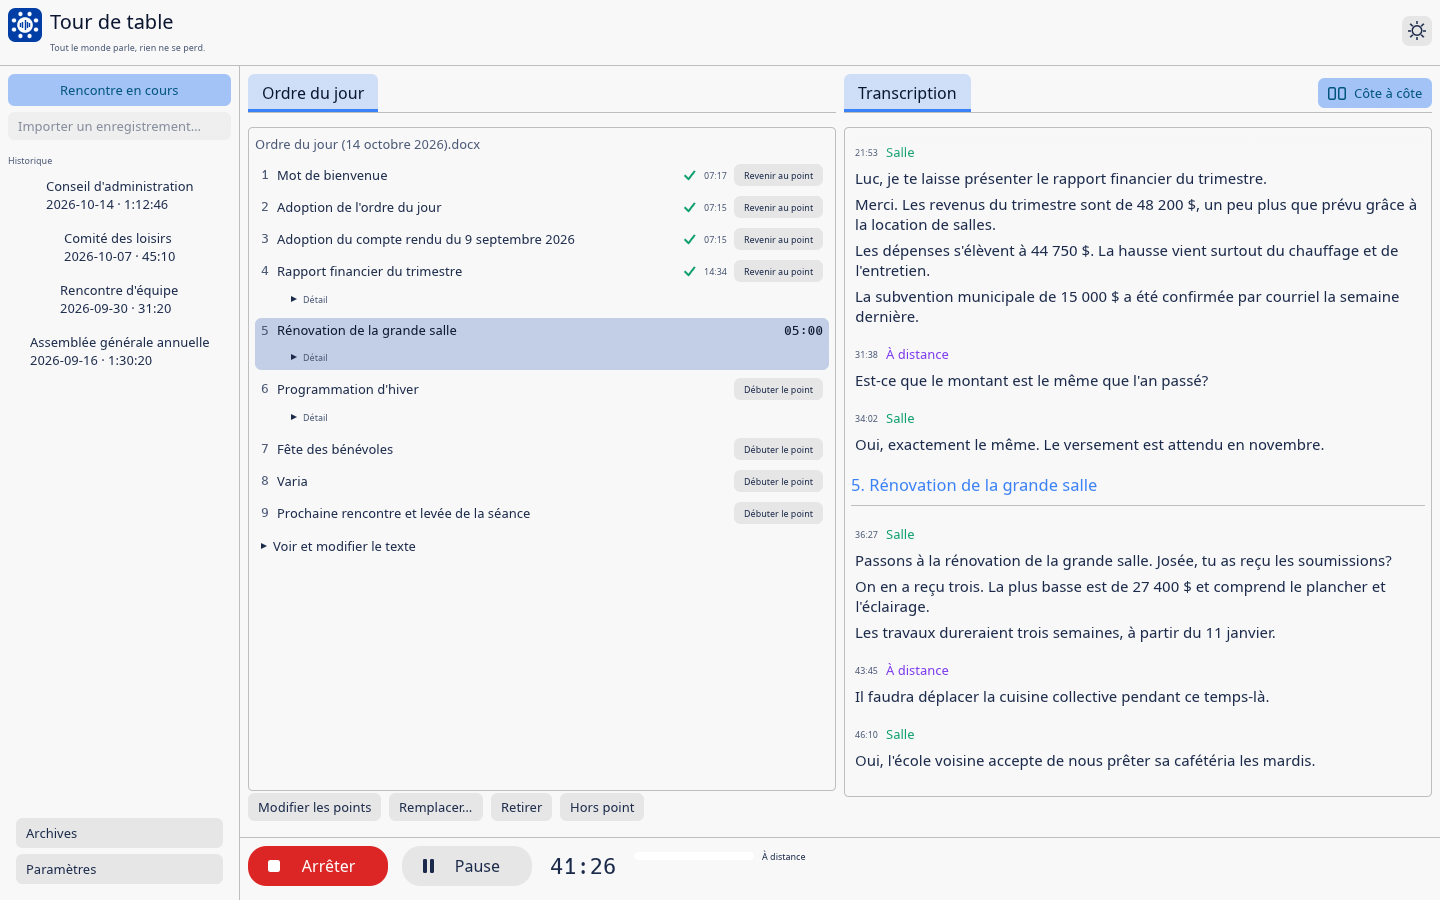 Tour de table
Tout le monde parle, rien ne se perd.
Rencontre en cours
Importer un enregistrement...
Historique
Conseil d'administration
2026-10-14 · 1:12:46
Comité des loisirs
2026-10-07 · 45:10
Rencontre d'équipe
2026-09-30 · 31:20
Assemblée générale annuelle
2026-09-16 · 1:30:20
Archives
Paramètres
Ordre du jour
Ordre du jour (14 octobre 2026).docx
1 Mot de bienvenue 07:17 Revenir au point
2 Adoption de l'ordre du jour 07:15 Revenir au point
3 Adoption du compte rendu du 9 septembre 2026 07:15 Revenir au point
4 Rapport financier du trimestre 14:34 Revenir au point
Détail
5 Rénovation de la grande salle 05:00
Détail
6 Programmation d'hiver Débuter le point
Détail
7 Fête des bénévoles Débuter le point
8 Varia Débuter le point
9 Prochaine rencontre et levée de la séance Débuter le point
Voir et modifier le texte
Modifier les points Remplacer... Retirer Hors point
Transcription
Côte à côte
21:53 Salle
Luc, je te laisse présenter le rapport financier du trimestre.
Merci. Les revenus du trimestre sont de 48 200 $, un peu plus que prévu grâce à
la location de salles.
Les dépenses s'élèvent à 44 750 $. La hausse vient surtout du chauffage et de
l'entretien.
La subvention municipale de 15 000 $ a été confirmée par courriel la semaine
dernière.
31:38 À distance
Est-ce que le montant est le même que l'an passé?
34:02 Salle
Oui, exactement le même. Le versement est attendu en novembre.
5. Rénovation de la grande salle
36:27 Salle
Passons à la rénovation de la grande salle. Josée, tu as reçu les soumissions?
On en a reçu trois. La plus basse est de 27 400 $ et comprend le plancher et
l'éclairage.
Les travaux dureraient trois semaines, à partir du 11 janvier.
43:45 À distance
Il faudra déplacer la cuisine collective pendant ce temps-là.
46:10 Salle
Oui, l'école voisine accepte de nous prêter sa cafétéria les mardis.
Arrêter Pause 41:26 À distance